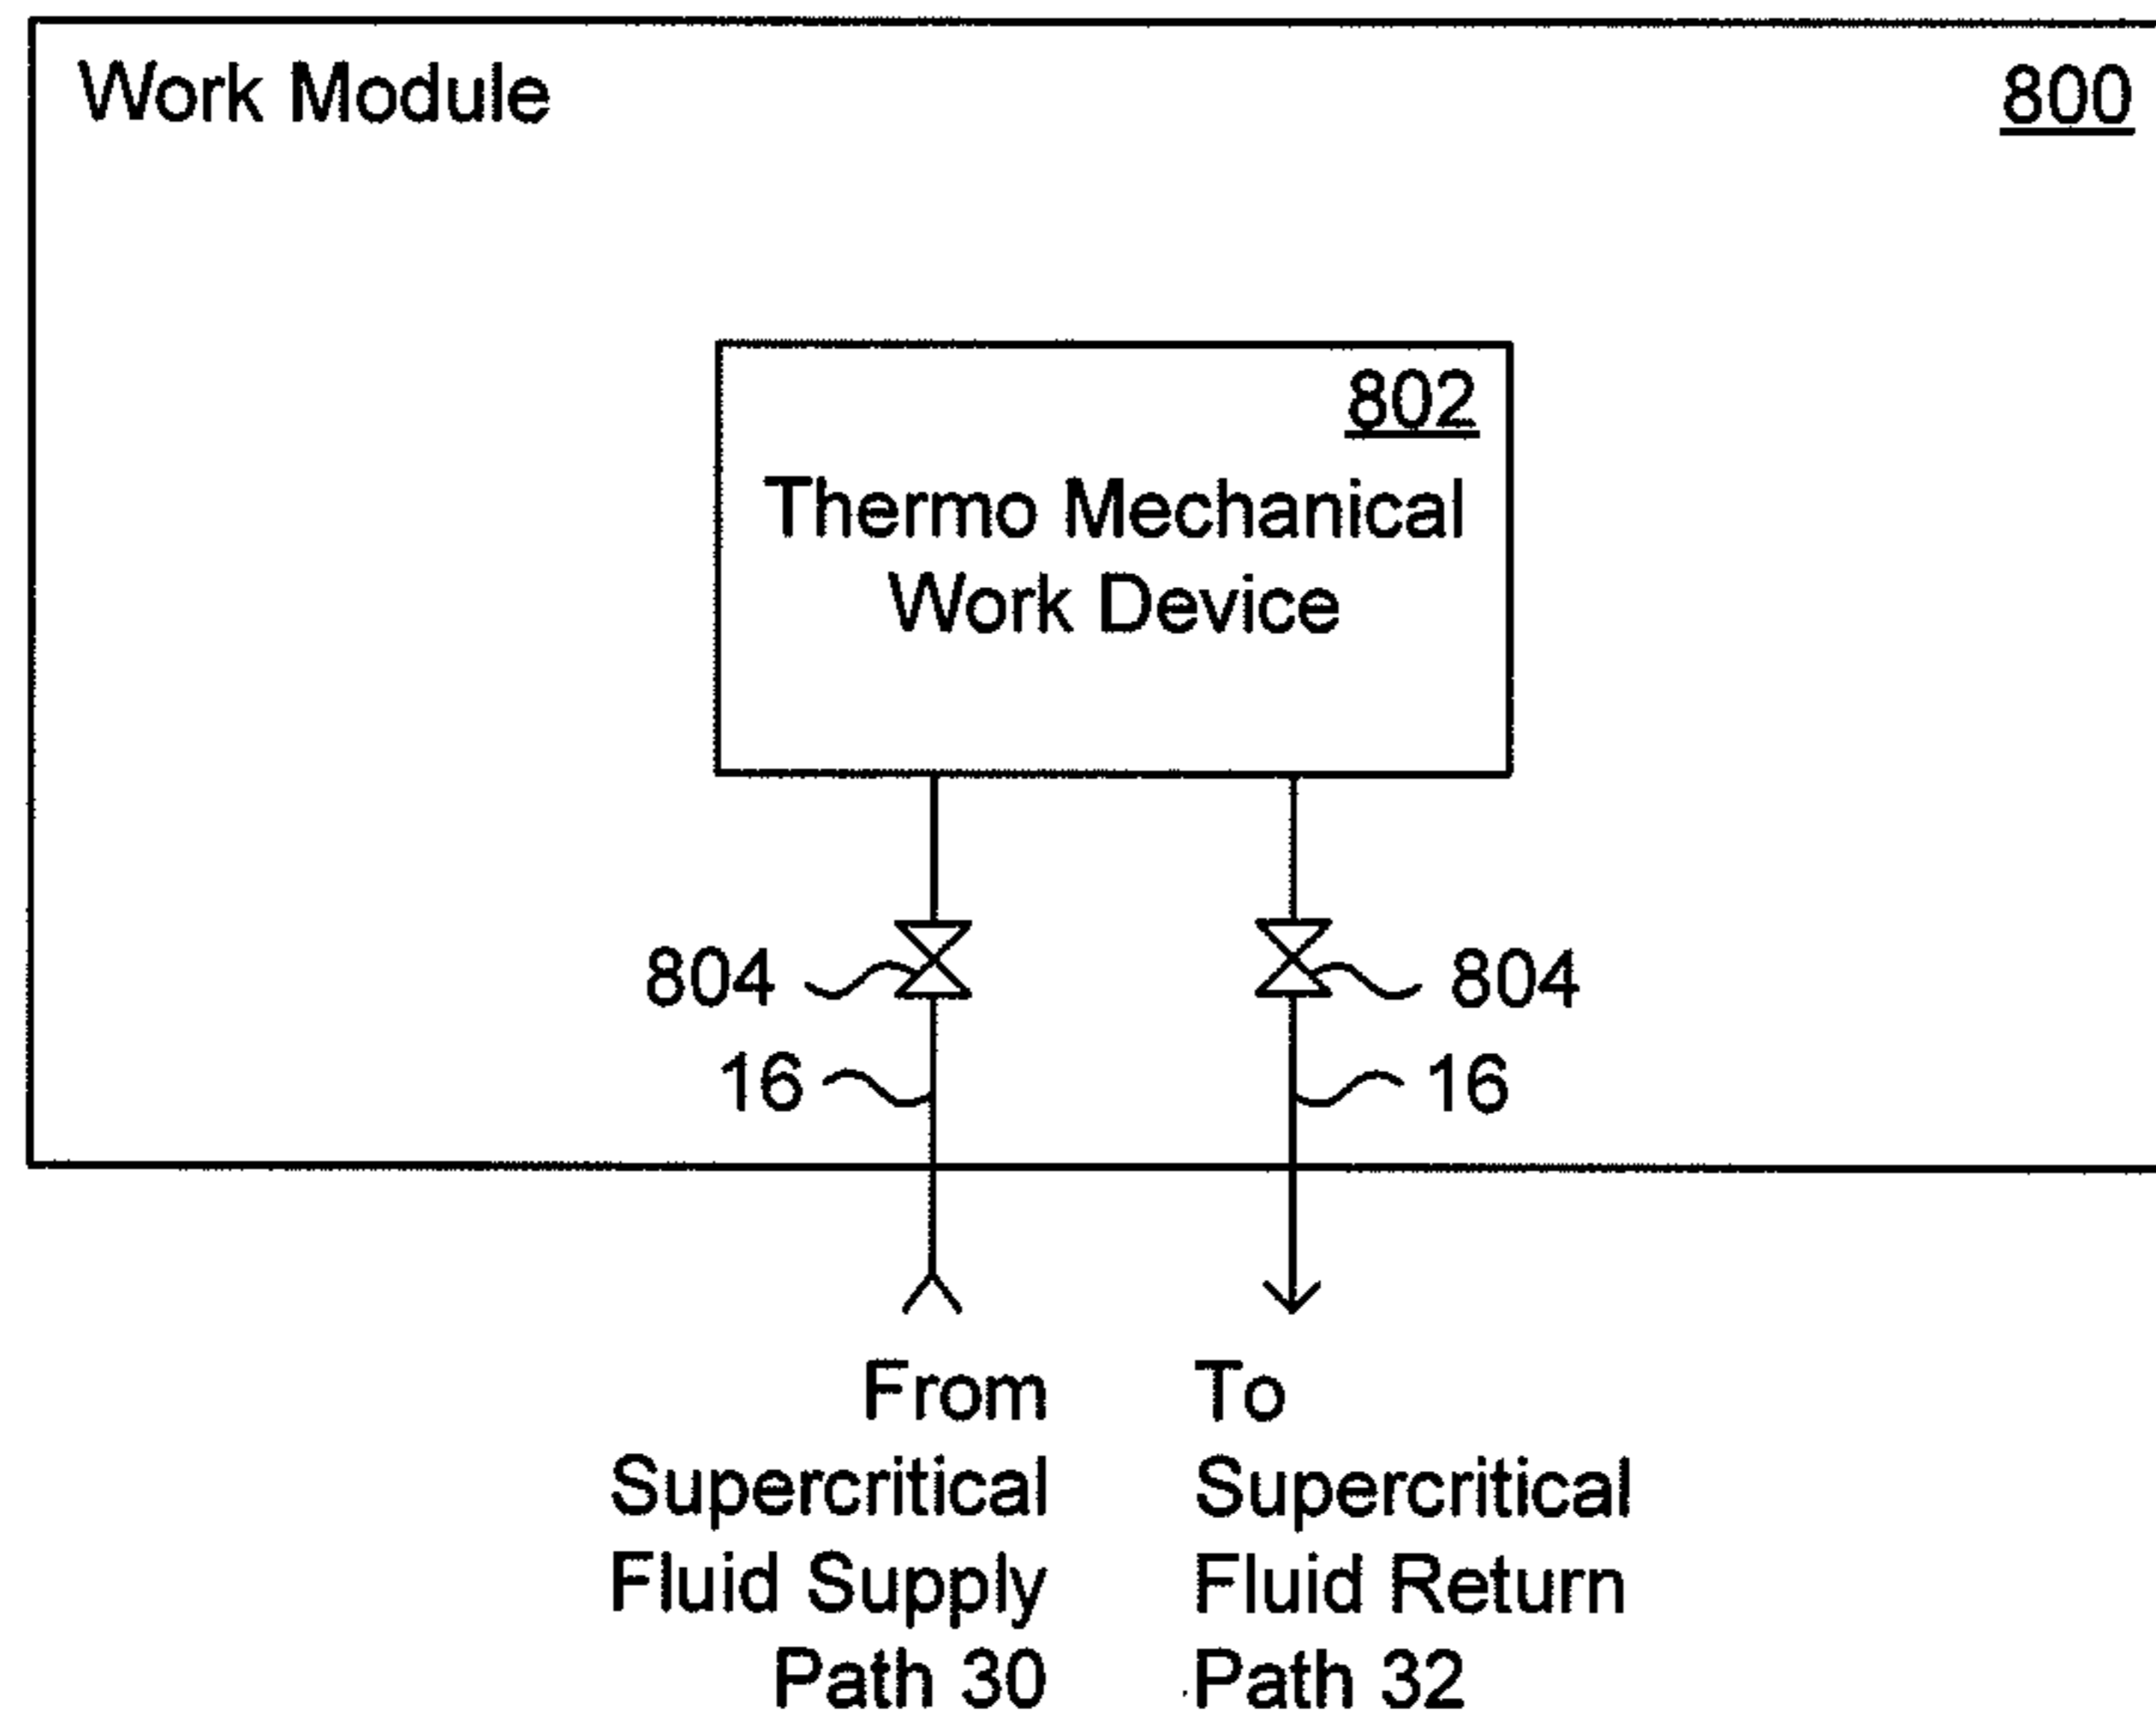 Work Module 800
802
Thermo Mechanical
Work Device
804 804
16 16
From To
Supercritical Supercritical
Fluid Supply Fluid Return
Path 30 Path 32